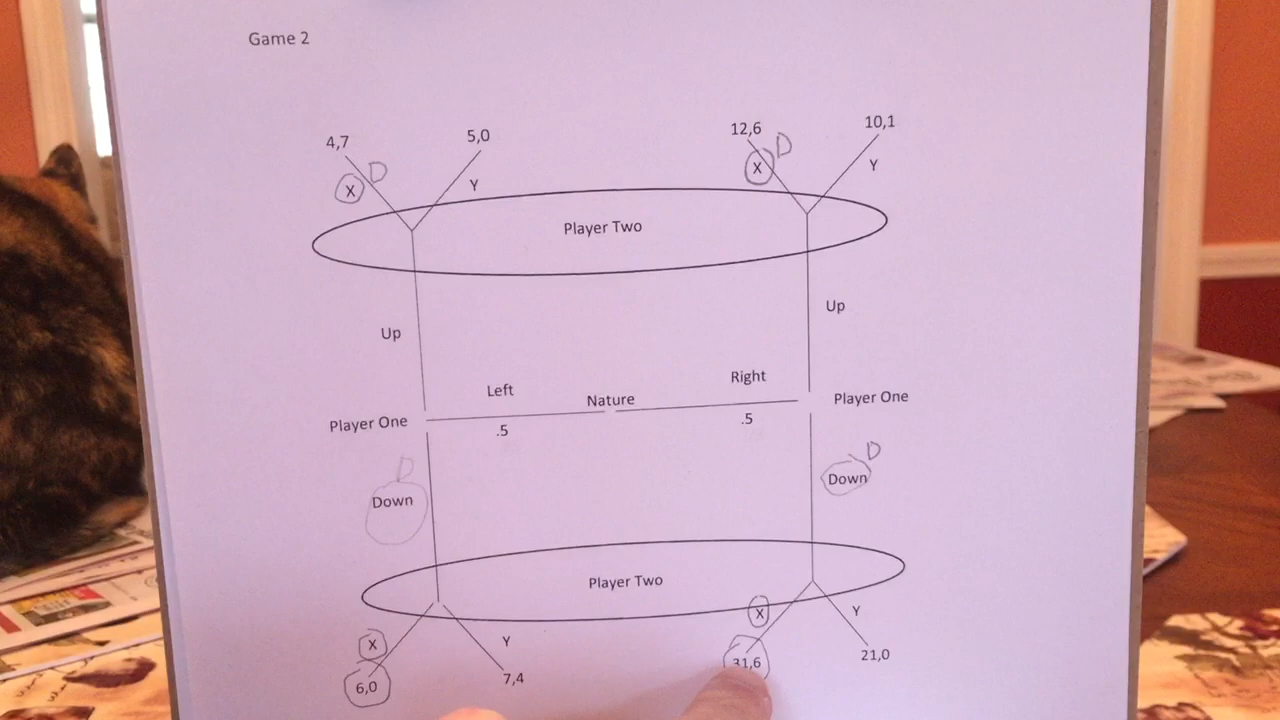 Game 2
4,7 5,0 12,6 10,1
X D Y X D Y
Player Two
Up Up
Left Nature Right
Player One .5 .5 Player One
D Down Down D
Player Two
X Y X Y
6,0 7,4 31,6 21,0